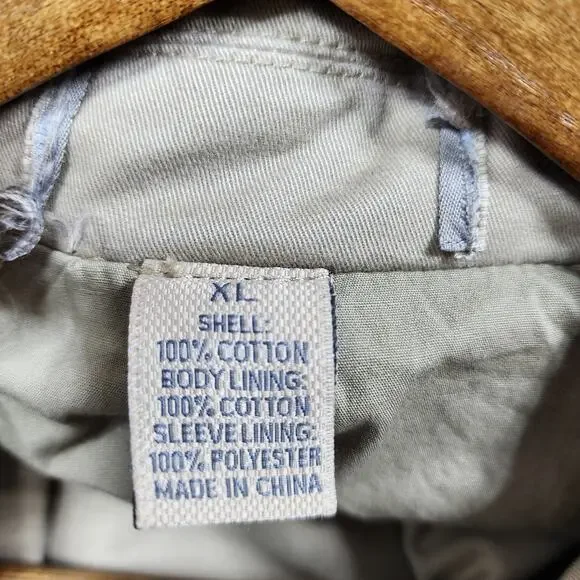 XL
SHELL:
100% COTTON
BODY LINING:
100% COTTON
SLEEVE LINING:
100% POLYESTER
MADE IN CHINA